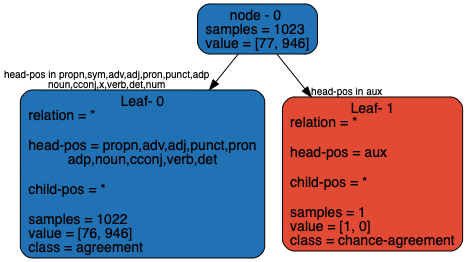 node - 0
samples = 1023
value = [77, 946]
head-pos in propn,sym,adv,adj,pron,punct,adp
noun,cconj,x,verb,det,num
head-pos in aux
Leaf- 0
relation = *
head-pos = propn,adv,adj,punct,pron
adp,noun,cconj,verb,det
child-pos = *
samples = 1022
value = [76, 946]
class = agreement
Leaf- 1
relation = *
head-pos = aux
child-pos = *
samples = 1
value = [1, 0]
class = chance-agreement